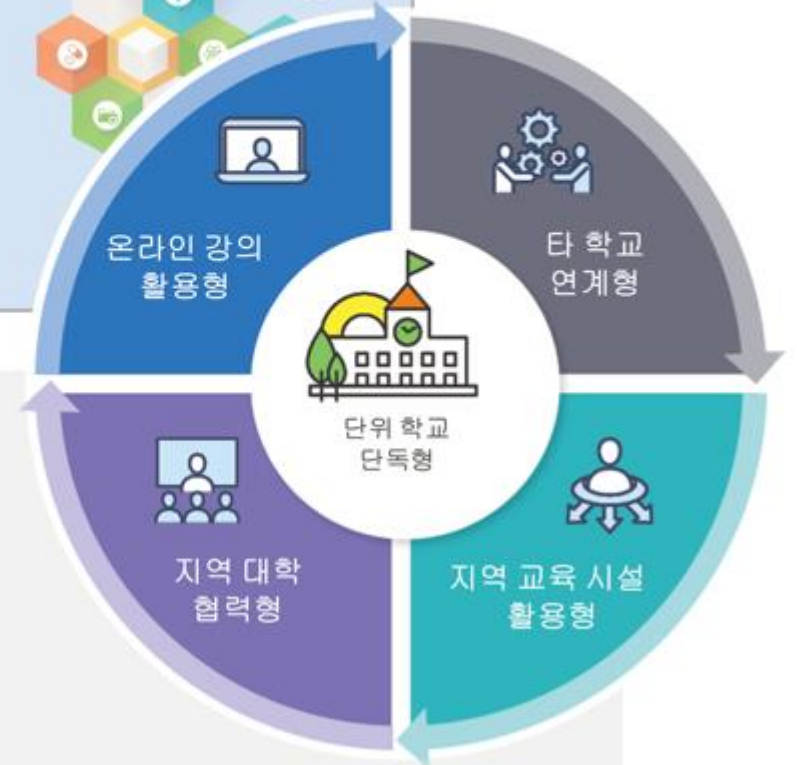 온라인 강의
활용형
타 학교
연계형
단위 학교
단독형
지역 대학
협력형
지역 교육 시설
활용형